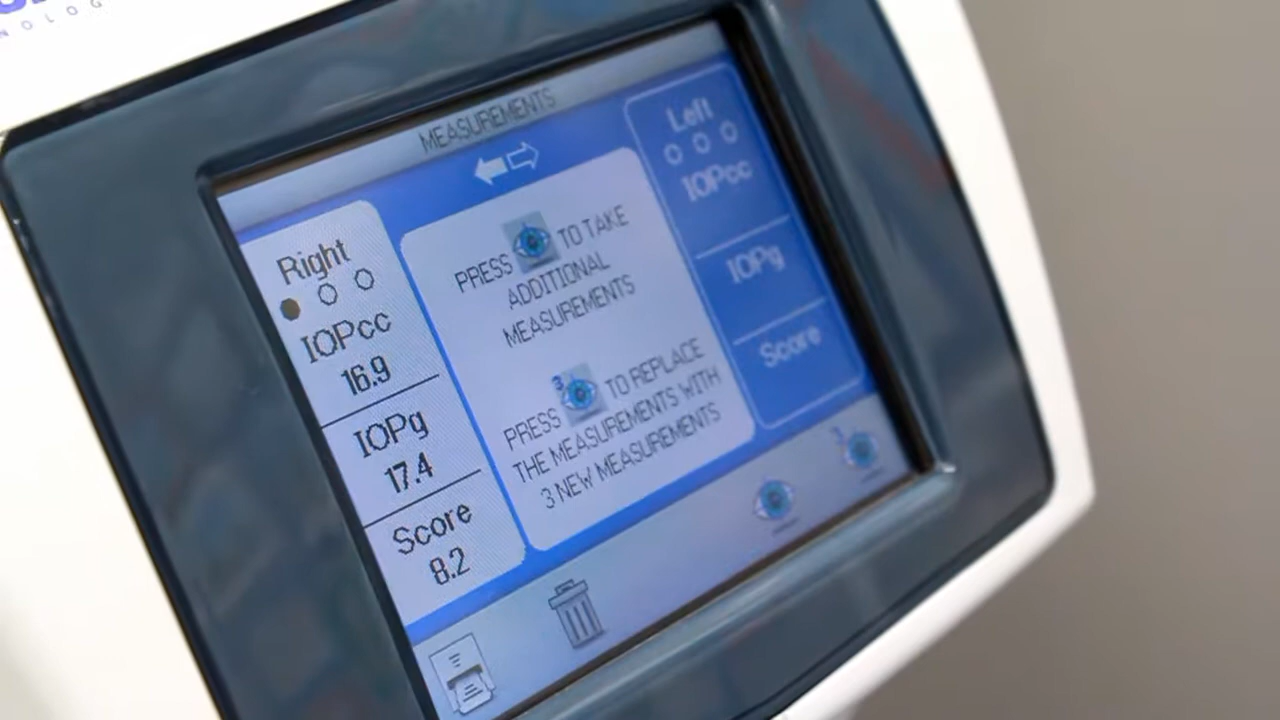 MEASUREMENTS
Right
IOPcc
16.9
IOPg
17.4
Score
8.2
PRESS TO TAKE
ADDITIONAL
MEASUREMENTS
PRESS 3 TO REPLACE
THE MEASUREMENTS WITH
3 NEW MEASUREMENTS
Left
IOPcc
IOPg
Score